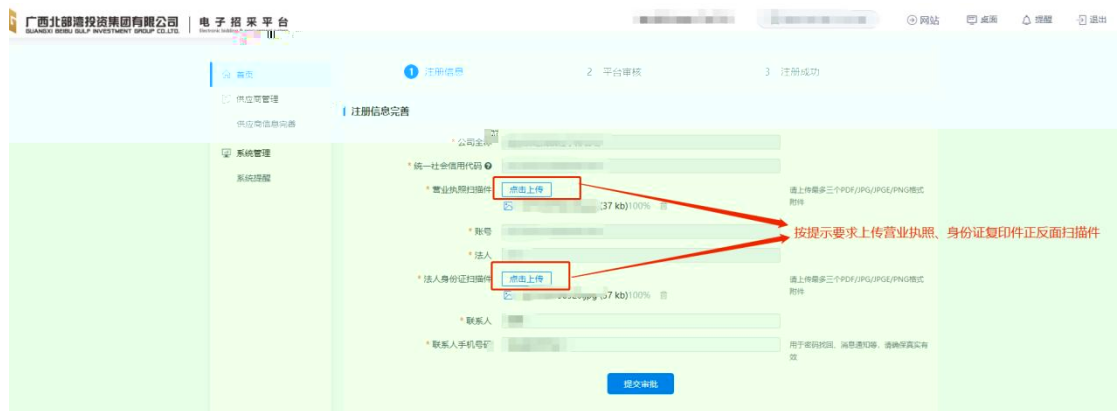 广西北部湾投资集团有限公司 电子招采平台
GUANGXI BEIBU GULF INVESTMENT GROUP CO.,LTD.
网站 桌面 提醒 退出
首页
供应商管理
供应商信息完善
系统管理
系统提醒
1 注册信息 2 平台审核 3 注册成功
注册信息完善
* 公司全称
* 统一社会信用代码
* 营业执照扫描件 点击上传 请上传最多三个PDF/JPG/JPGE/PNG格式
附件
(37 kb)100%
* 账号
按提示要求上传营业执照、身份证复印件正反面扫描件
* 法人
* 法人身份证扫描件 点击上传 请上传最多三个PDF/JPG/JPGE/PNG格式
附件
jpg (37 kb)100%
* 联系人
* 联系人手机号码 用于密码找回、消息通知等，请确保真实有
效
提交审批